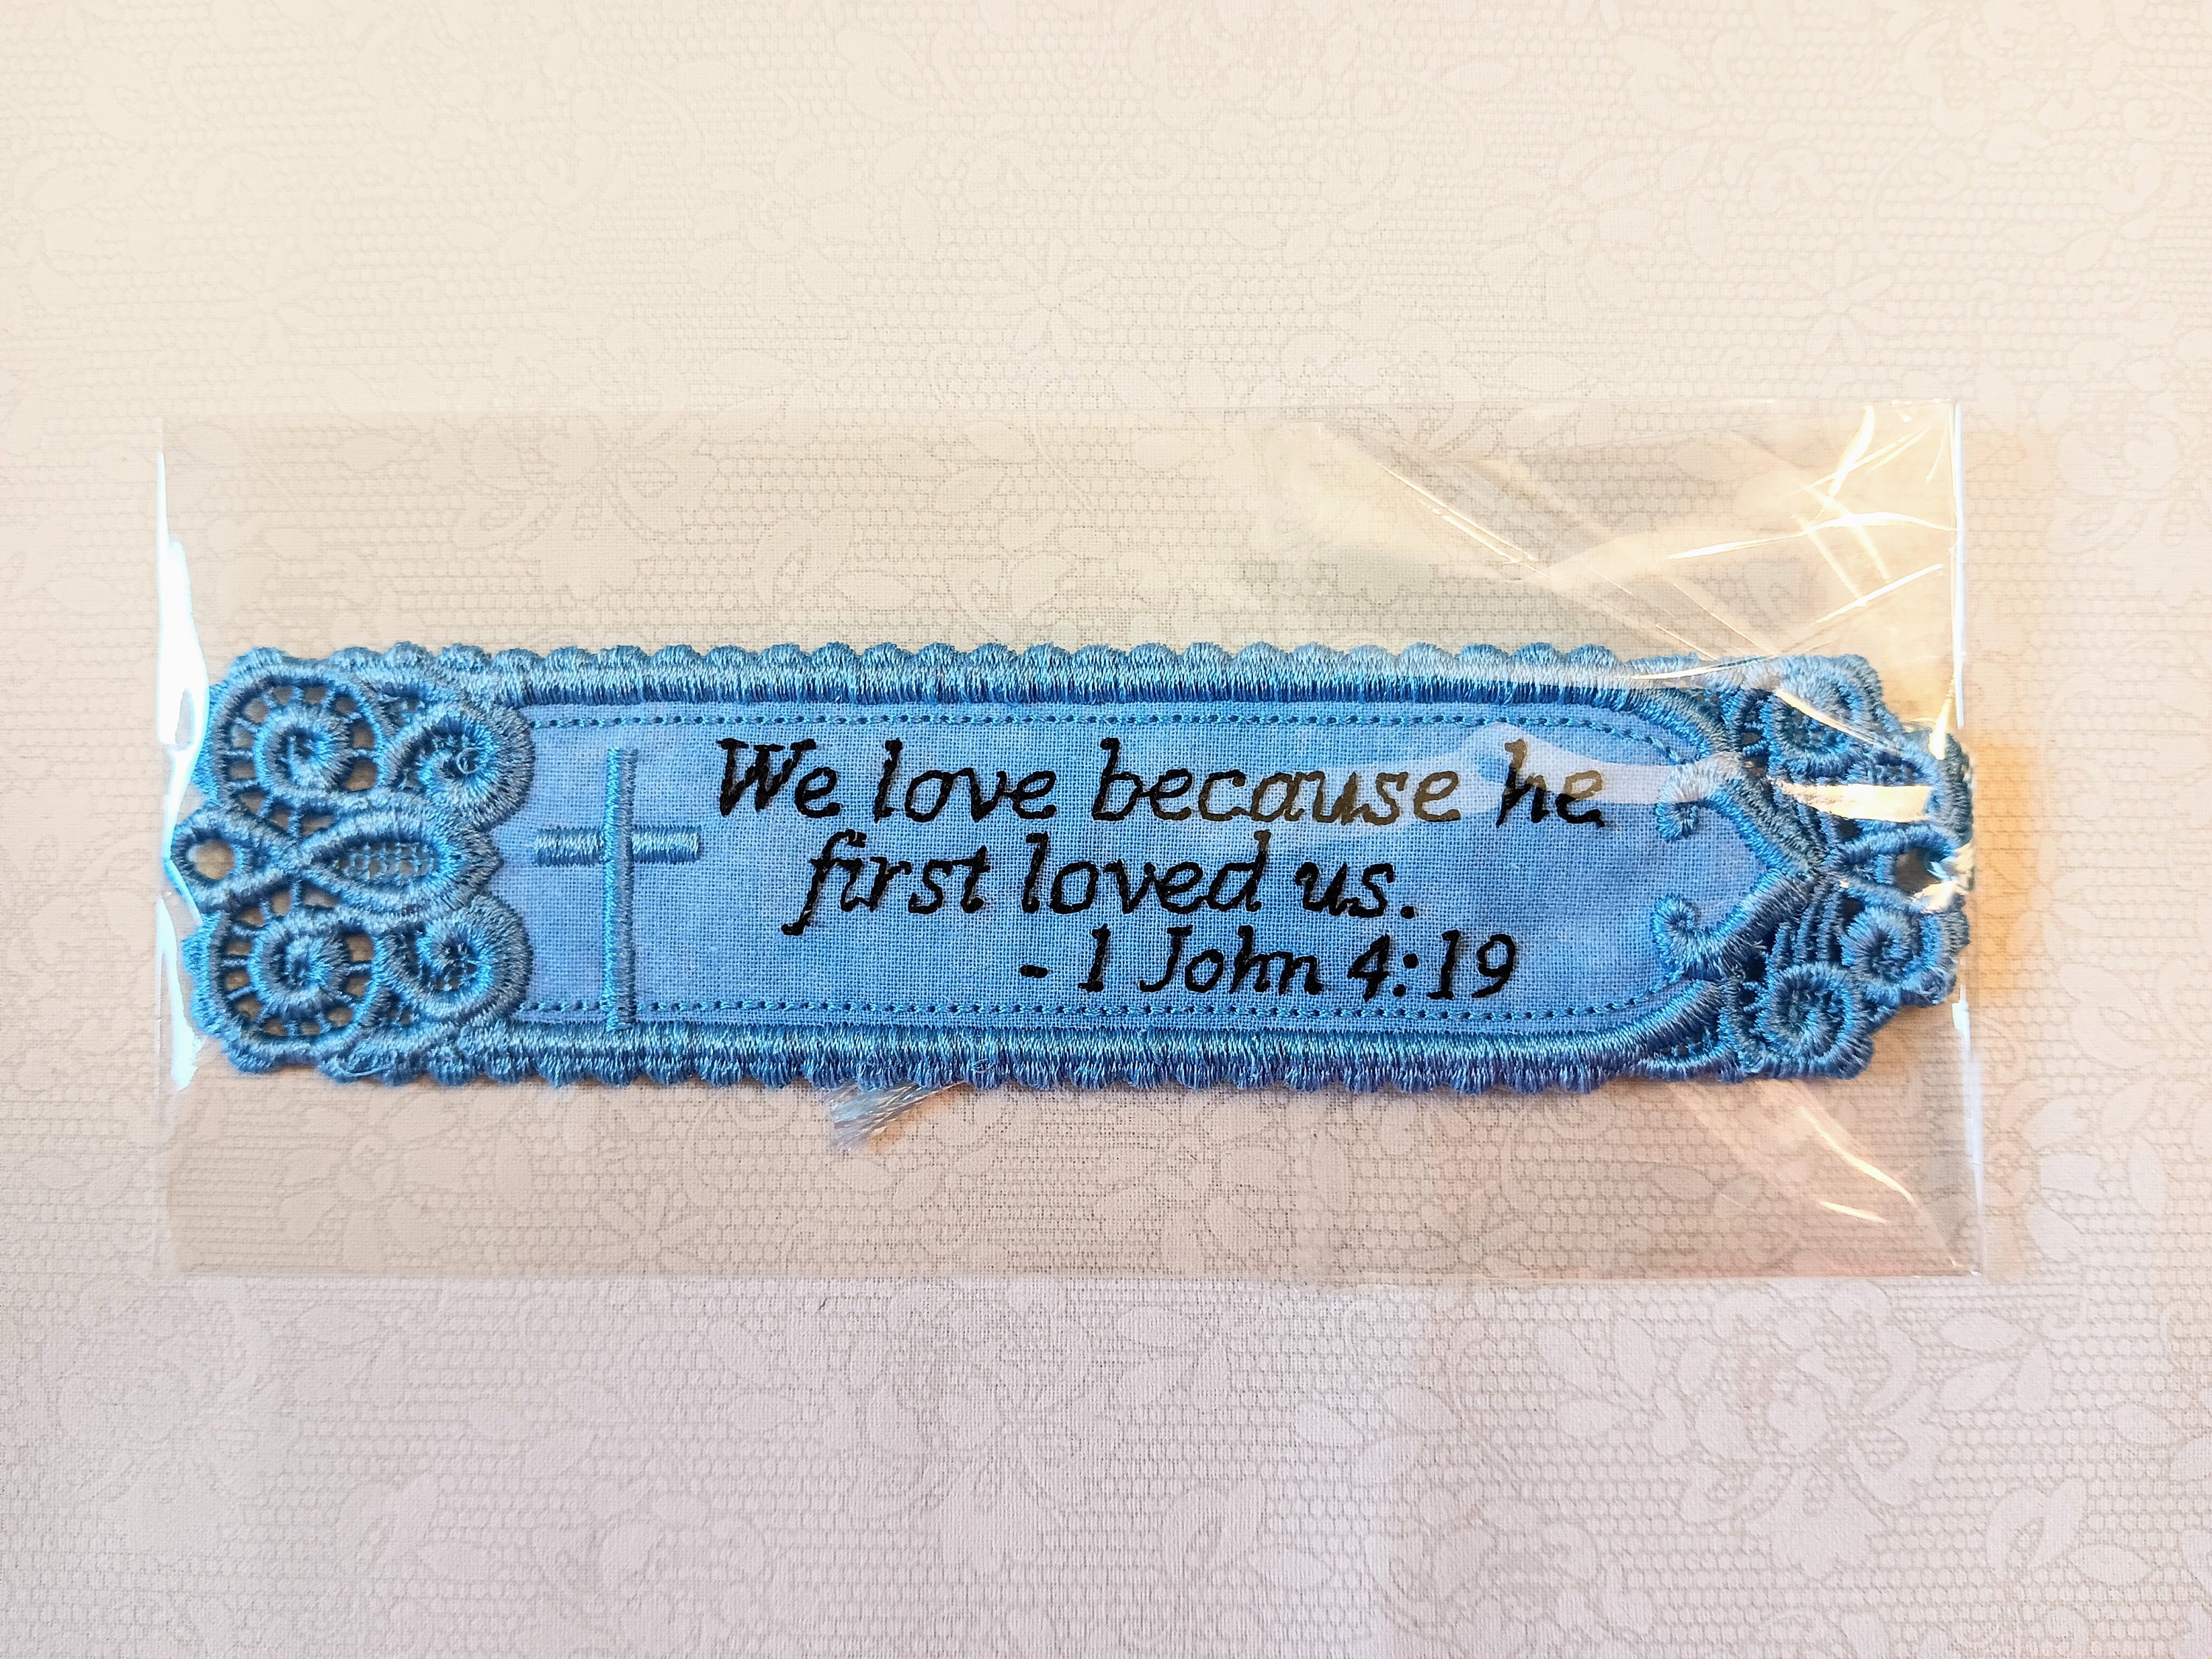 We love because he
first loved us.
- 1 John 4:19